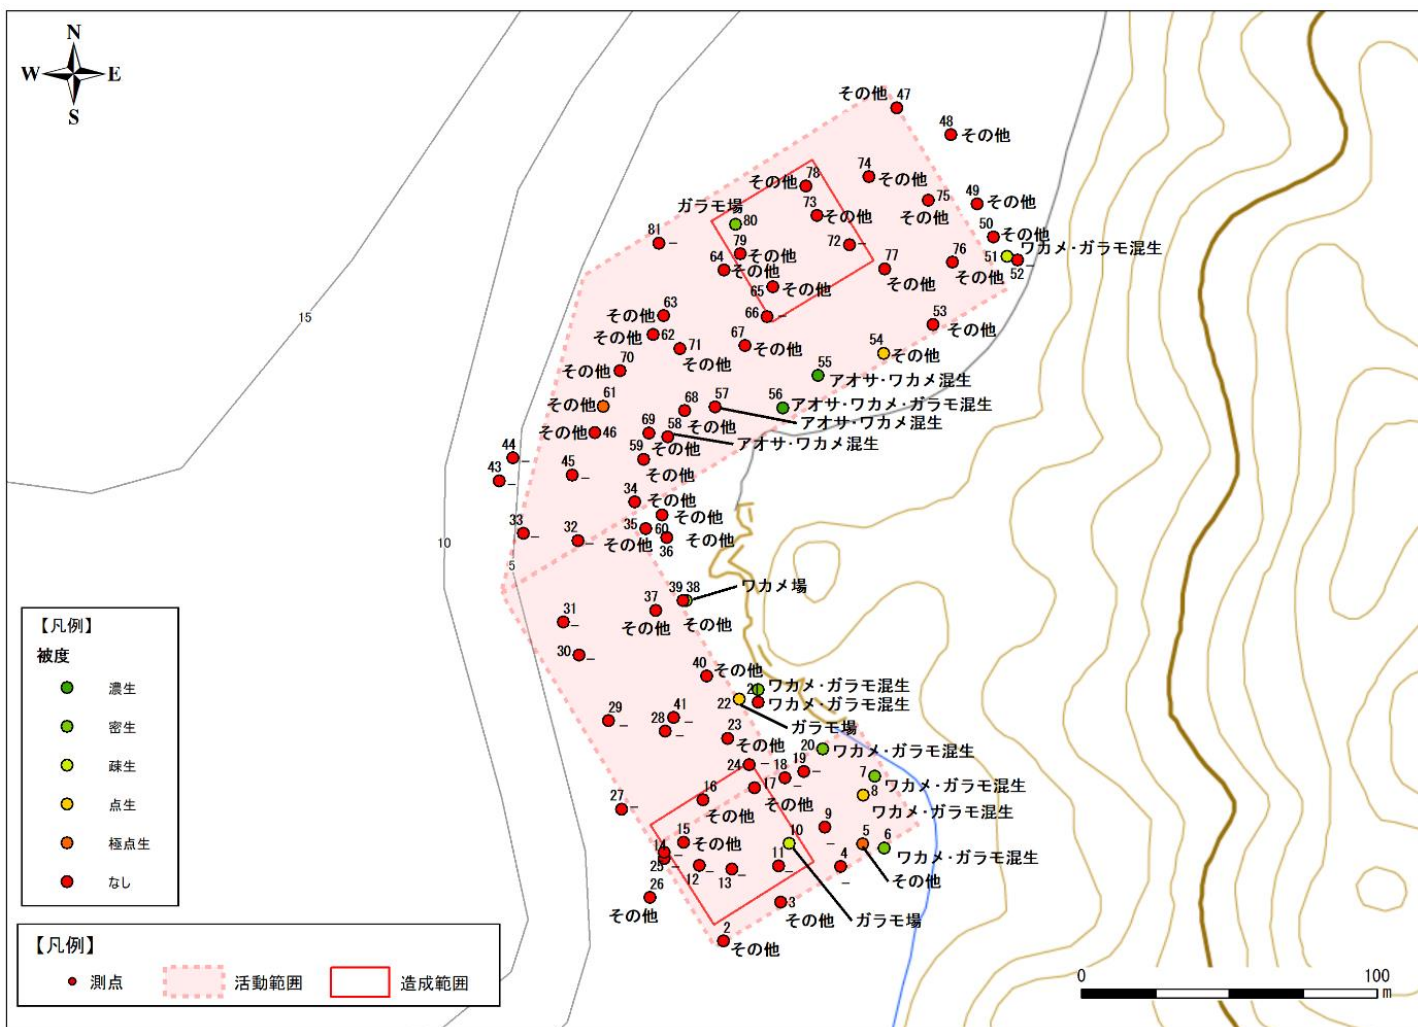 N
W E
S
その他 47
48
その他
74
その他
その他 78
75
その他
49
その他
73
その他
ガラモ場
80
50
その他
ワカメ・ガラモ混生
51
52
–
81 –
79
その他
72 –
64
その他
77
その他
76
その他
65
その他
15
63
その他
66 –
53
その他
その他 62
67
その他
71
その他
54
その他
70
その他
55
アオサ・ワカメ混生
61
その他
68
その他
57
56
アオサ・ワカメ・ガラモ混生
アオサ・ワカメ混生
その他 46
69
その他
58
アオサ・ワカメ混生
44 –
43 –
45 –
59
その他
34
その他
その他
60
33 –
32 –
35
その他
36
その他
10
5
39 38
ワカメ場
その他
37
その他
31 –
30 –
40
その他
21
ワカメ・ガラモ混生
ワカメ・ガラモ混生
22
ガラモ場
29 –
41 –
28 –
23
その他
20
ワカメ・ガラモ混生
24 –
18 –
19 –
17
その他
7
ワカメ・ガラモ混生
8
ワカメ・ガラモ混生
27 –
16
その他
9
–
15
その他
10
ガラモ場
5
その他
6
ワカメ・ガラモ混生
14 –
25
12 –
13 –
11 –
4
–
26
その他
3
その他
2
その他
【凡例】
被度
濃生
密生
疎生
点生
極点生
なし
【凡例】
測点 活動範囲 造成範囲
0 100
m